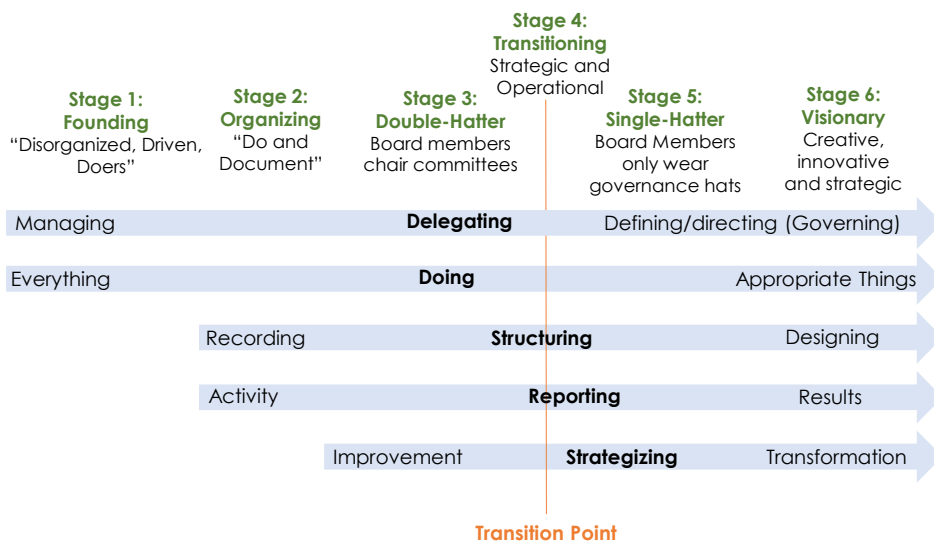 Stage 4:
Transitioning
Strategic and
Operational
Stage 1:
Founding
“Disorganized, Driven,
Doers”
Stage 2:
Organizing
“Do and
Document”
Stage 3:
Double-Hatter
Board members
chair committees
Stage 5:
Single-Hatter
Board Members
only wear
governance hats
Stage 6:
Visionary
Creative,
innovative
and strategic
Managing Delegating Defining/directing (Governing)
Everything Doing Appropriate Things
Recording Structuring Designing
Activity Reporting Results
Improvement Strategizing Transformation
Transition Point